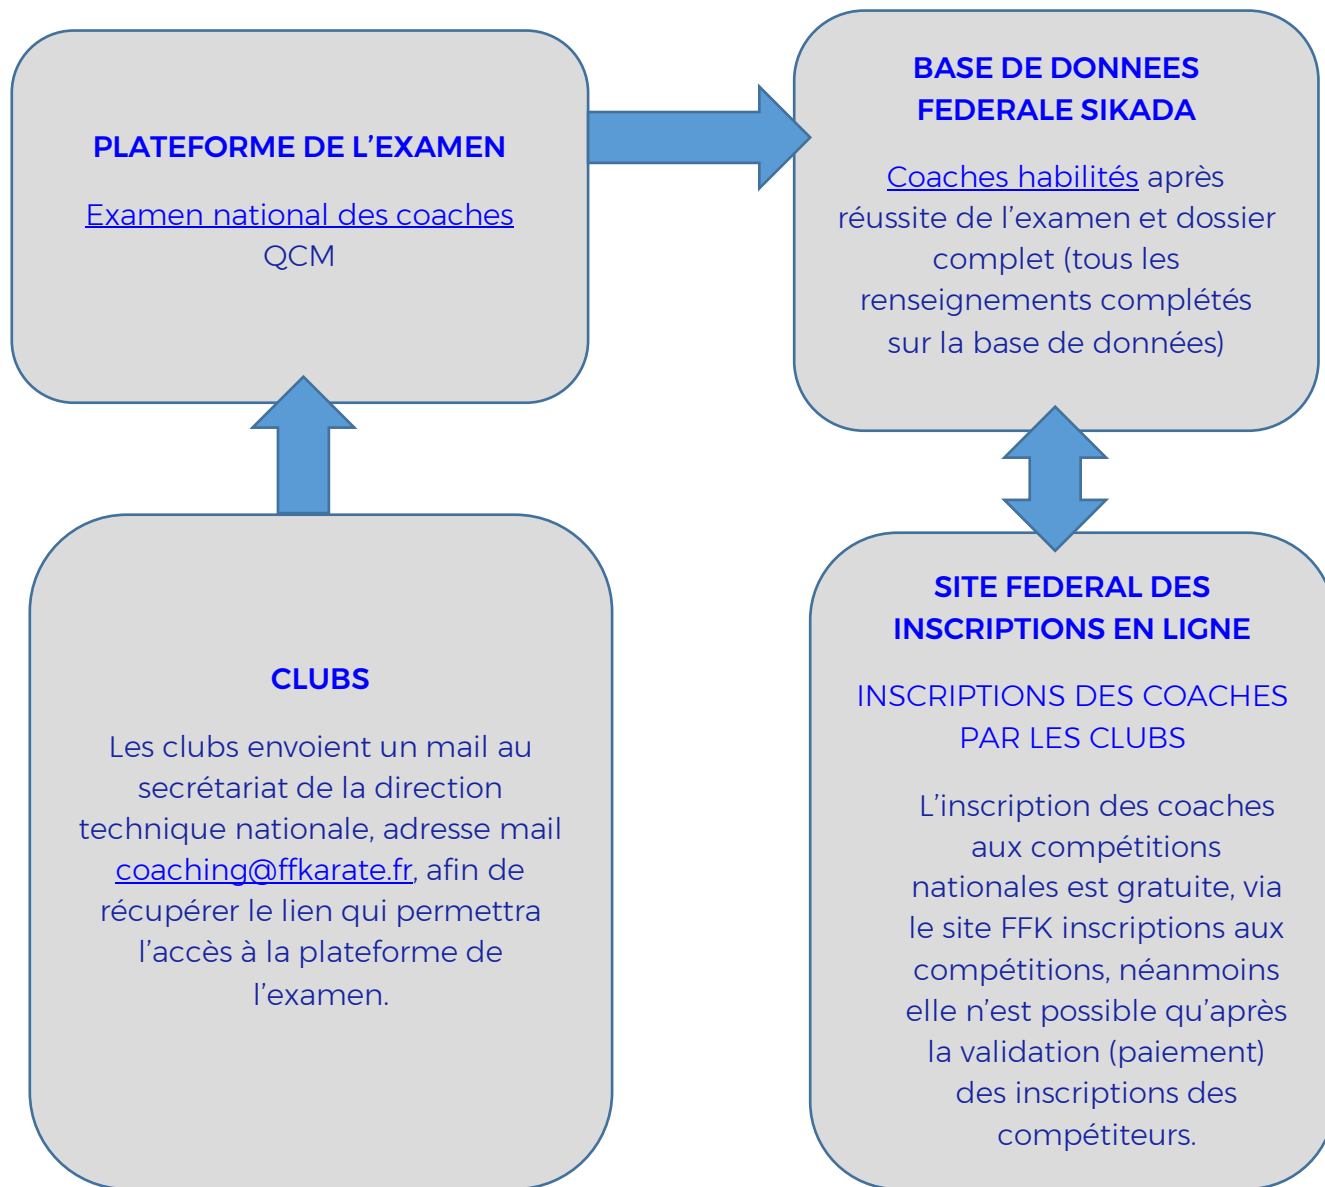 PLATEFORME DE L’EXAMEN
Examen national des coaches
QCM
BASE DE DONNEES
FEDERALE SIKADA
Coaches habilités après
réussite de l’examen et dossier
complet (tous les
renseignements complétés
sur la base de données)
CLUBS
Les clubs envoient un mail au
secrétariat de la direction
technique nationale, adresse mail
coaching@ffkarate.fr, afin de
récupérer le lien qui permettra
l’accès à la plateforme de
l’examen.
SITE FEDERAL DES
INSCRIPTIONS EN LIGNE
INSCRIPTIONS DES COACHES
PAR LES CLUBS
L’inscription des coaches
aux compétitions
nationales est gratuite, via
le site FFK inscriptions aux
compétitions, néanmoins
elle n’est possible qu’après
la validation (paiement)
des inscriptions des
compétiteurs.